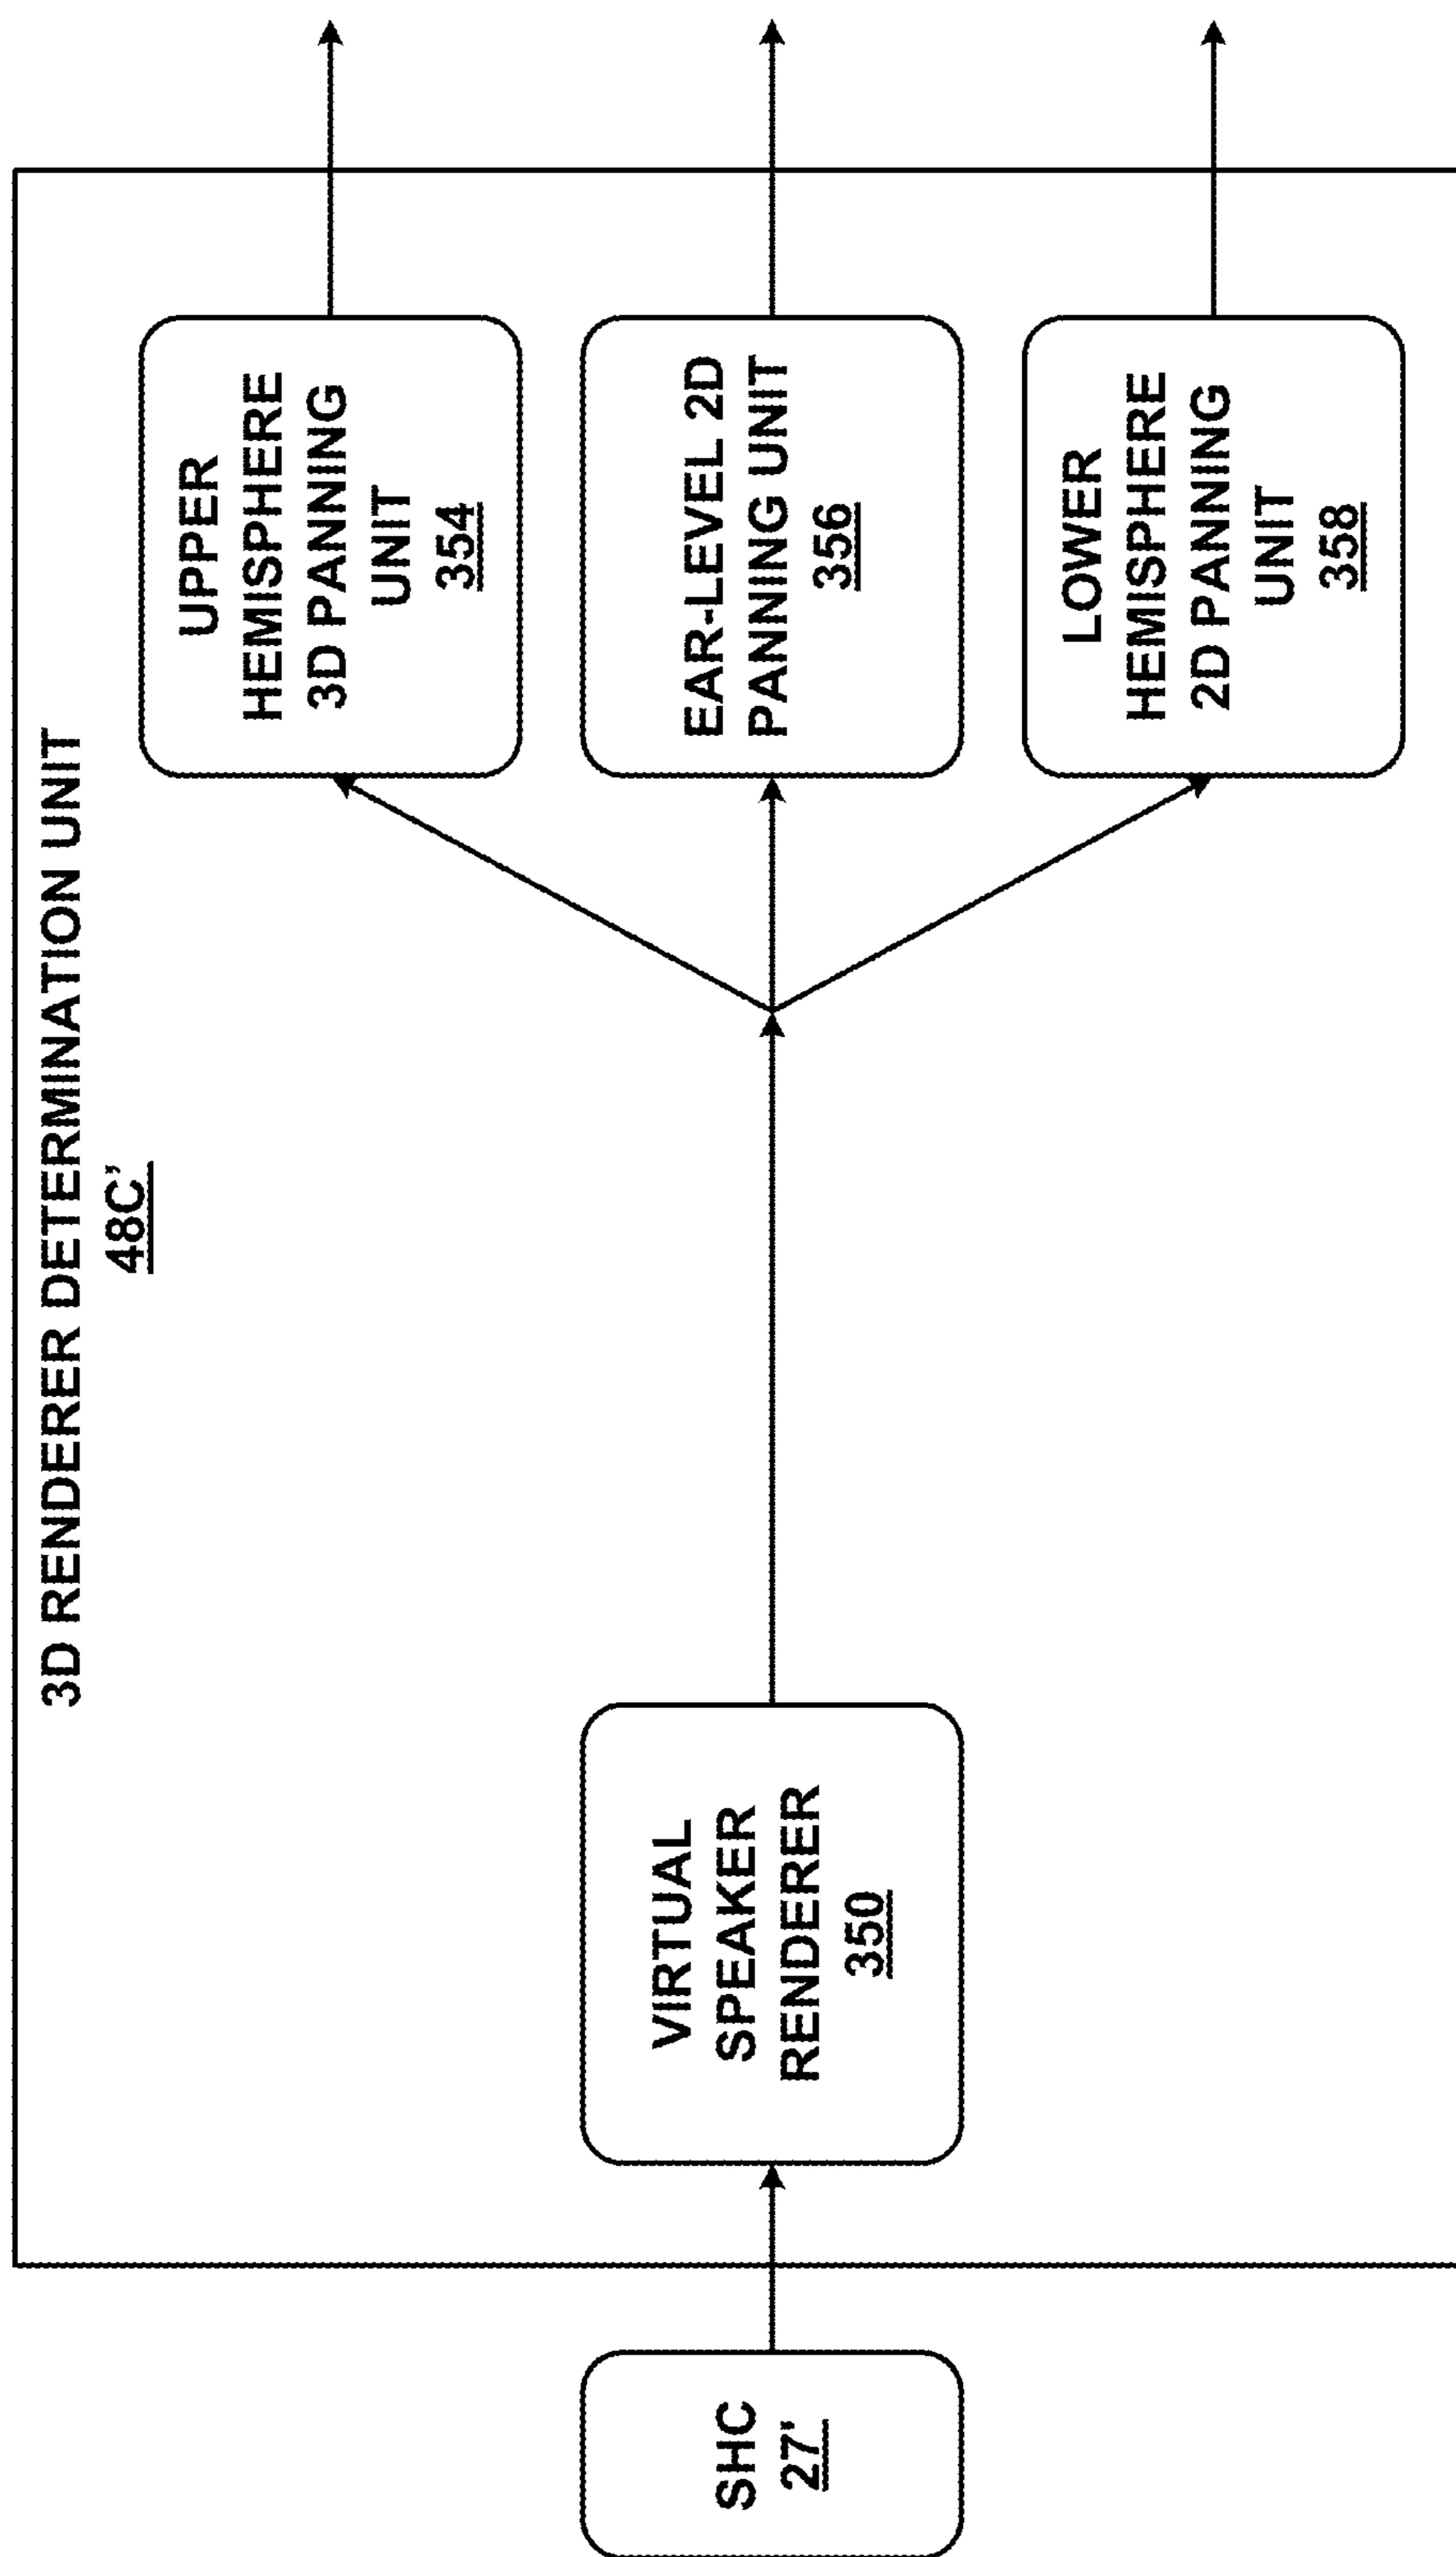 3D RENDERER DETERMINATION UNIT
48C’
SHC
27'
VIRTUAL
SPEAKER
RENDERER
350
UPPER
HEMISPHERE
3D PANNING
UNIT
354
EAR-LEVEL 2D
PANNING UNIT
356
LOWER
HEMISPHERE
2D PANNING
UNIT
358